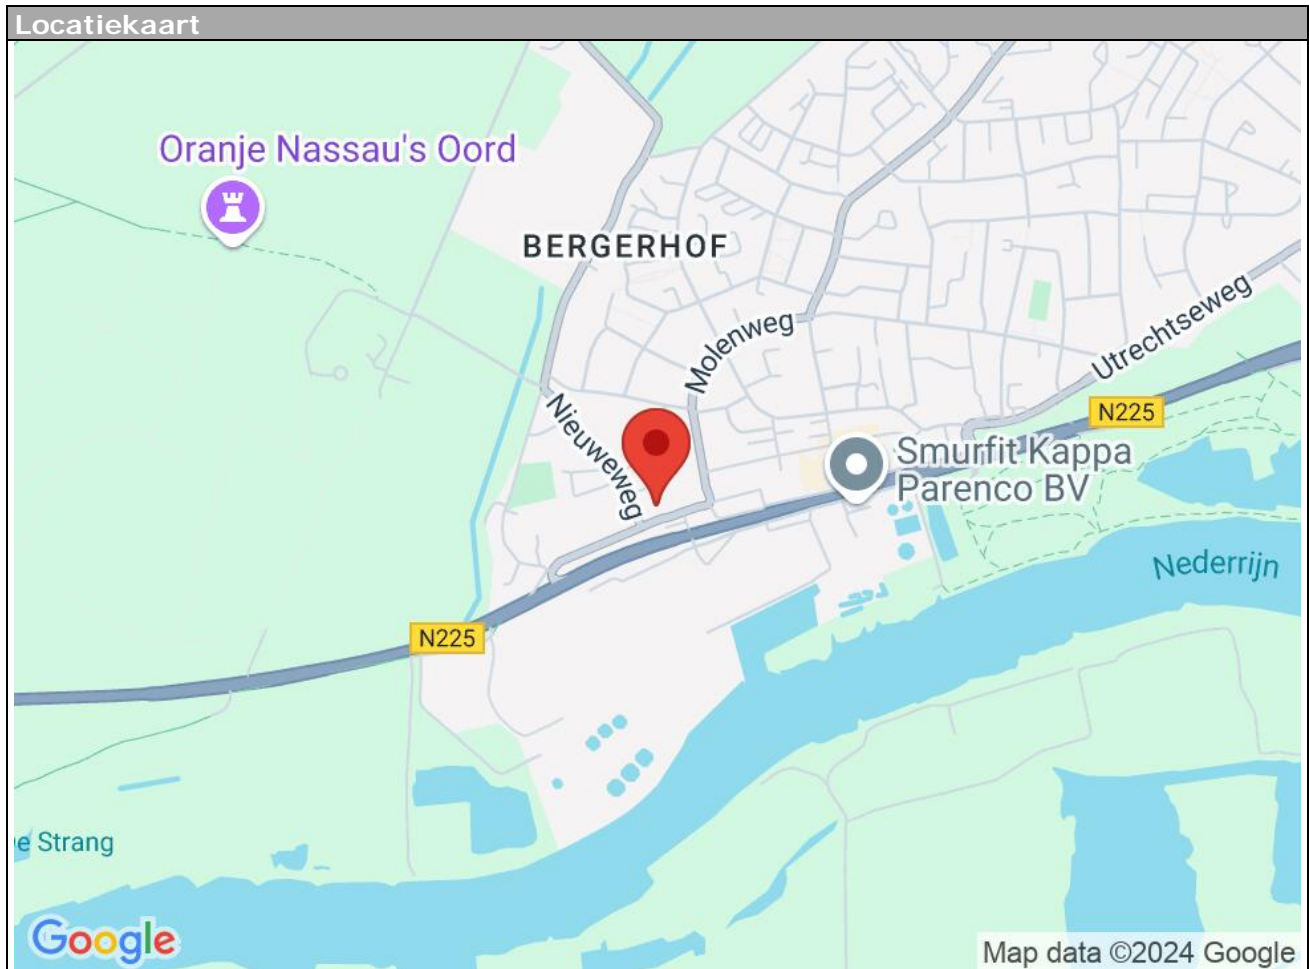 Locatiekaart
Oranje Nassau's Oord
BERGERHOF
Molenweg
Utrechtseweg
Nieuweweg
N225
Smurfit Kappa
Parenco BV
Nederrijn
N225
e Strang
Google
Map data ©2024 Google